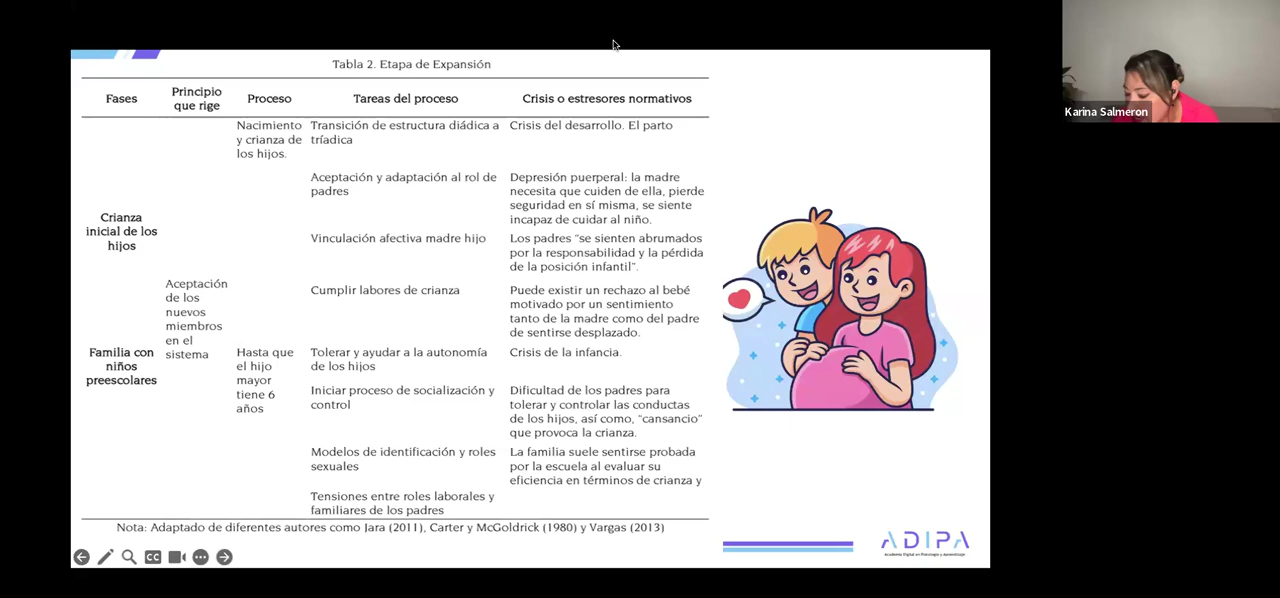 Tabla 2. Etapa de Expansión
Fases
Principio
que rige
Proceso
Tareas del proceso
Crisis o estresores normativos
Crianza
inicial de los
hijos
Aceptación
de los
nuevos
miembros
en el
sistema
Nacimiento
y crianza de
los hijos.
Transición de estructura diádica a
tríadica
Crisis del desarrollo. El parto
Aceptación y adaptación al rol de
padres
Depresión puerperal: la madre
necesita que cuiden de ella, pierde
seguridad en sí misma, se siente
incapaz de cuidar al niño.
Vinculación afectiva madre hijo
Los padres “se sienten abrumados
por la responsabilidad y la pérdida
de la posición infantil”.
Cumplir labores de crianza
Puede existir un rechazo al bebé
motivado por un sentimiento
tanto de la madre como del padre
de sentirse desplazado.
Familia con
niños
preescolares
Hasta que
el hijo
mayor
tiene 6
años
Tolerar y ayudar a la autonomía
de los hijos
Crisis de la infancia.
Iniciar proceso de socialización y
control
Dificultad de los padres para
tolerar y controlar las conductas
de los hijos, así como, “cansancio”
que provoca la crianza.
Modelos de identificación y roles
sexuales
La familia suele sentirse probada
por la escuela al evaluar su
eficiencia en términos de crianza y
Tensiones entre roles laborales y
familiares de los padres
Nota: Adaptado de diferentes autores como Jara (2011), Carter y McGoldrick (1980) y Vargas (2013)
CC
ADIPA
Academia Digital en Psicología y Aprendizaje
Karina Salmeron